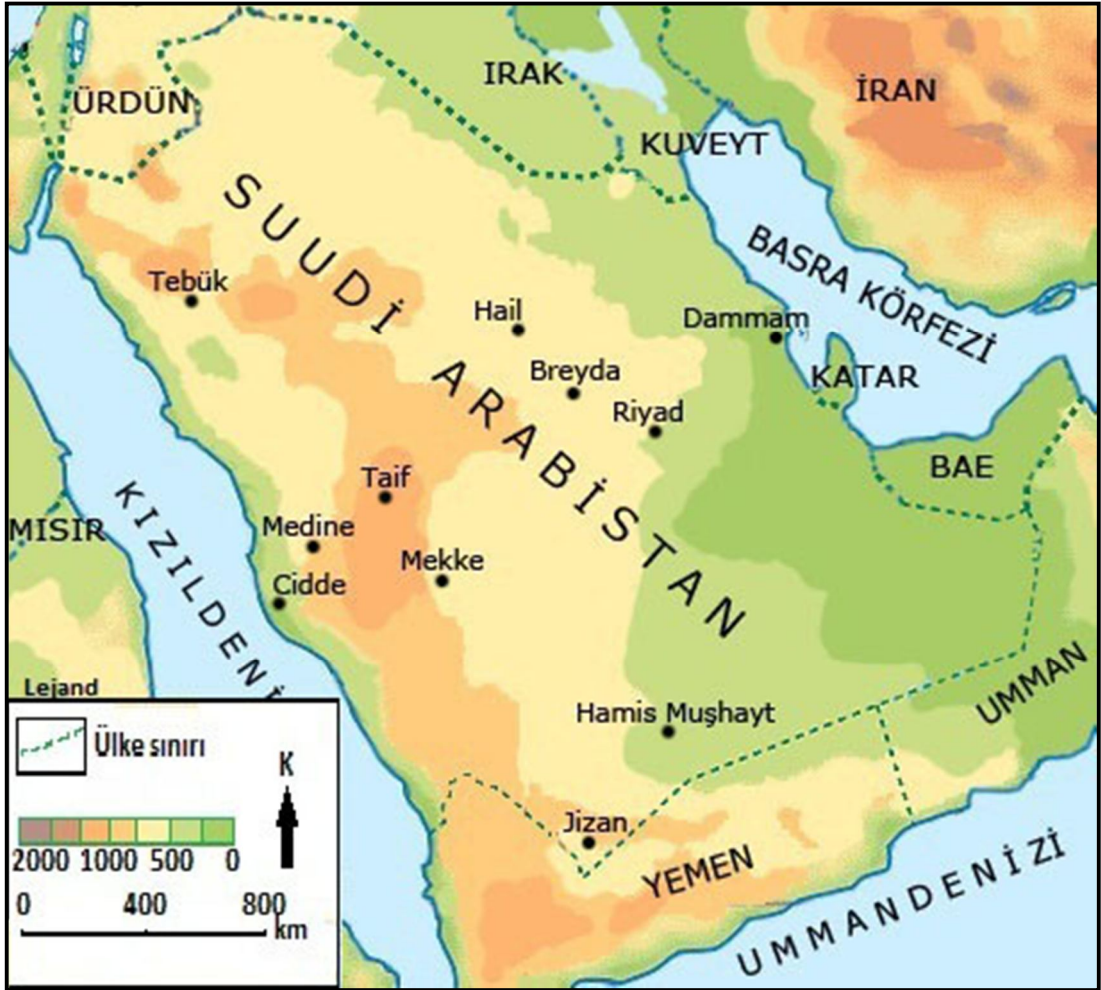 IRAK
İRAN
ÜRDÜN
KUVEYT
SUUDİ ARABİSTAN
BASRA KÖRFEZİ
Tebük
Hail
Dammam
Breyda
KATAR
Riyad
BAE
Taif
KIZILDENİ
MISIR
Medine
Mekke
Cidde
UMMAN
Lejand
Hamis Muşhayt
Ülke sınırı
K
Jizan
2000 1000 500 0
YEMEN
UMMANDENİZİ
0 400 800
km